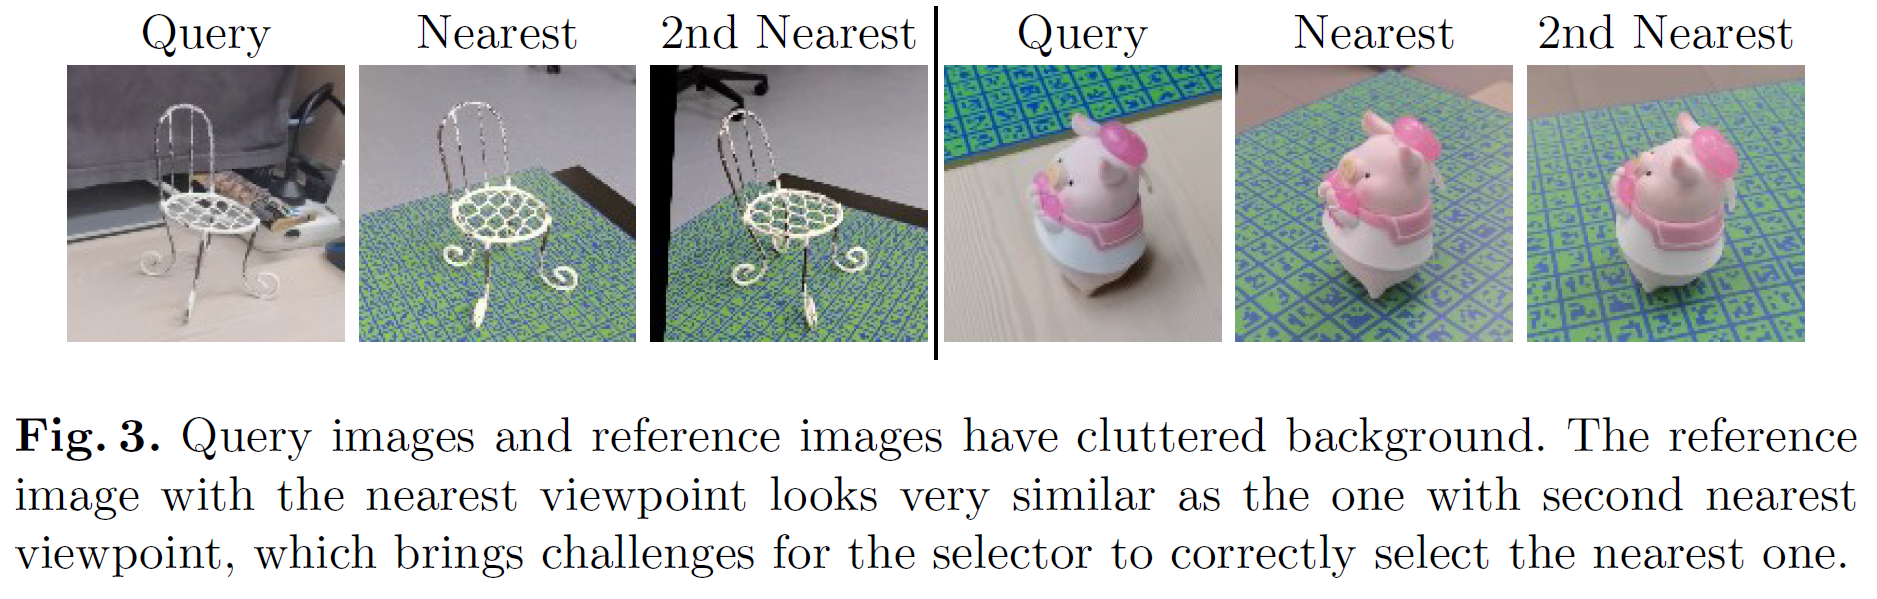 Query Nearest 2nd Nearest Query Nearest 2nd Nearest
Fig. 3. Query images and reference images have cluttered background. The reference
image with the nearest viewpoint looks very similar as the one with second nearest
viewpoint, which brings challenges for the selector to correctly select the nearest one.